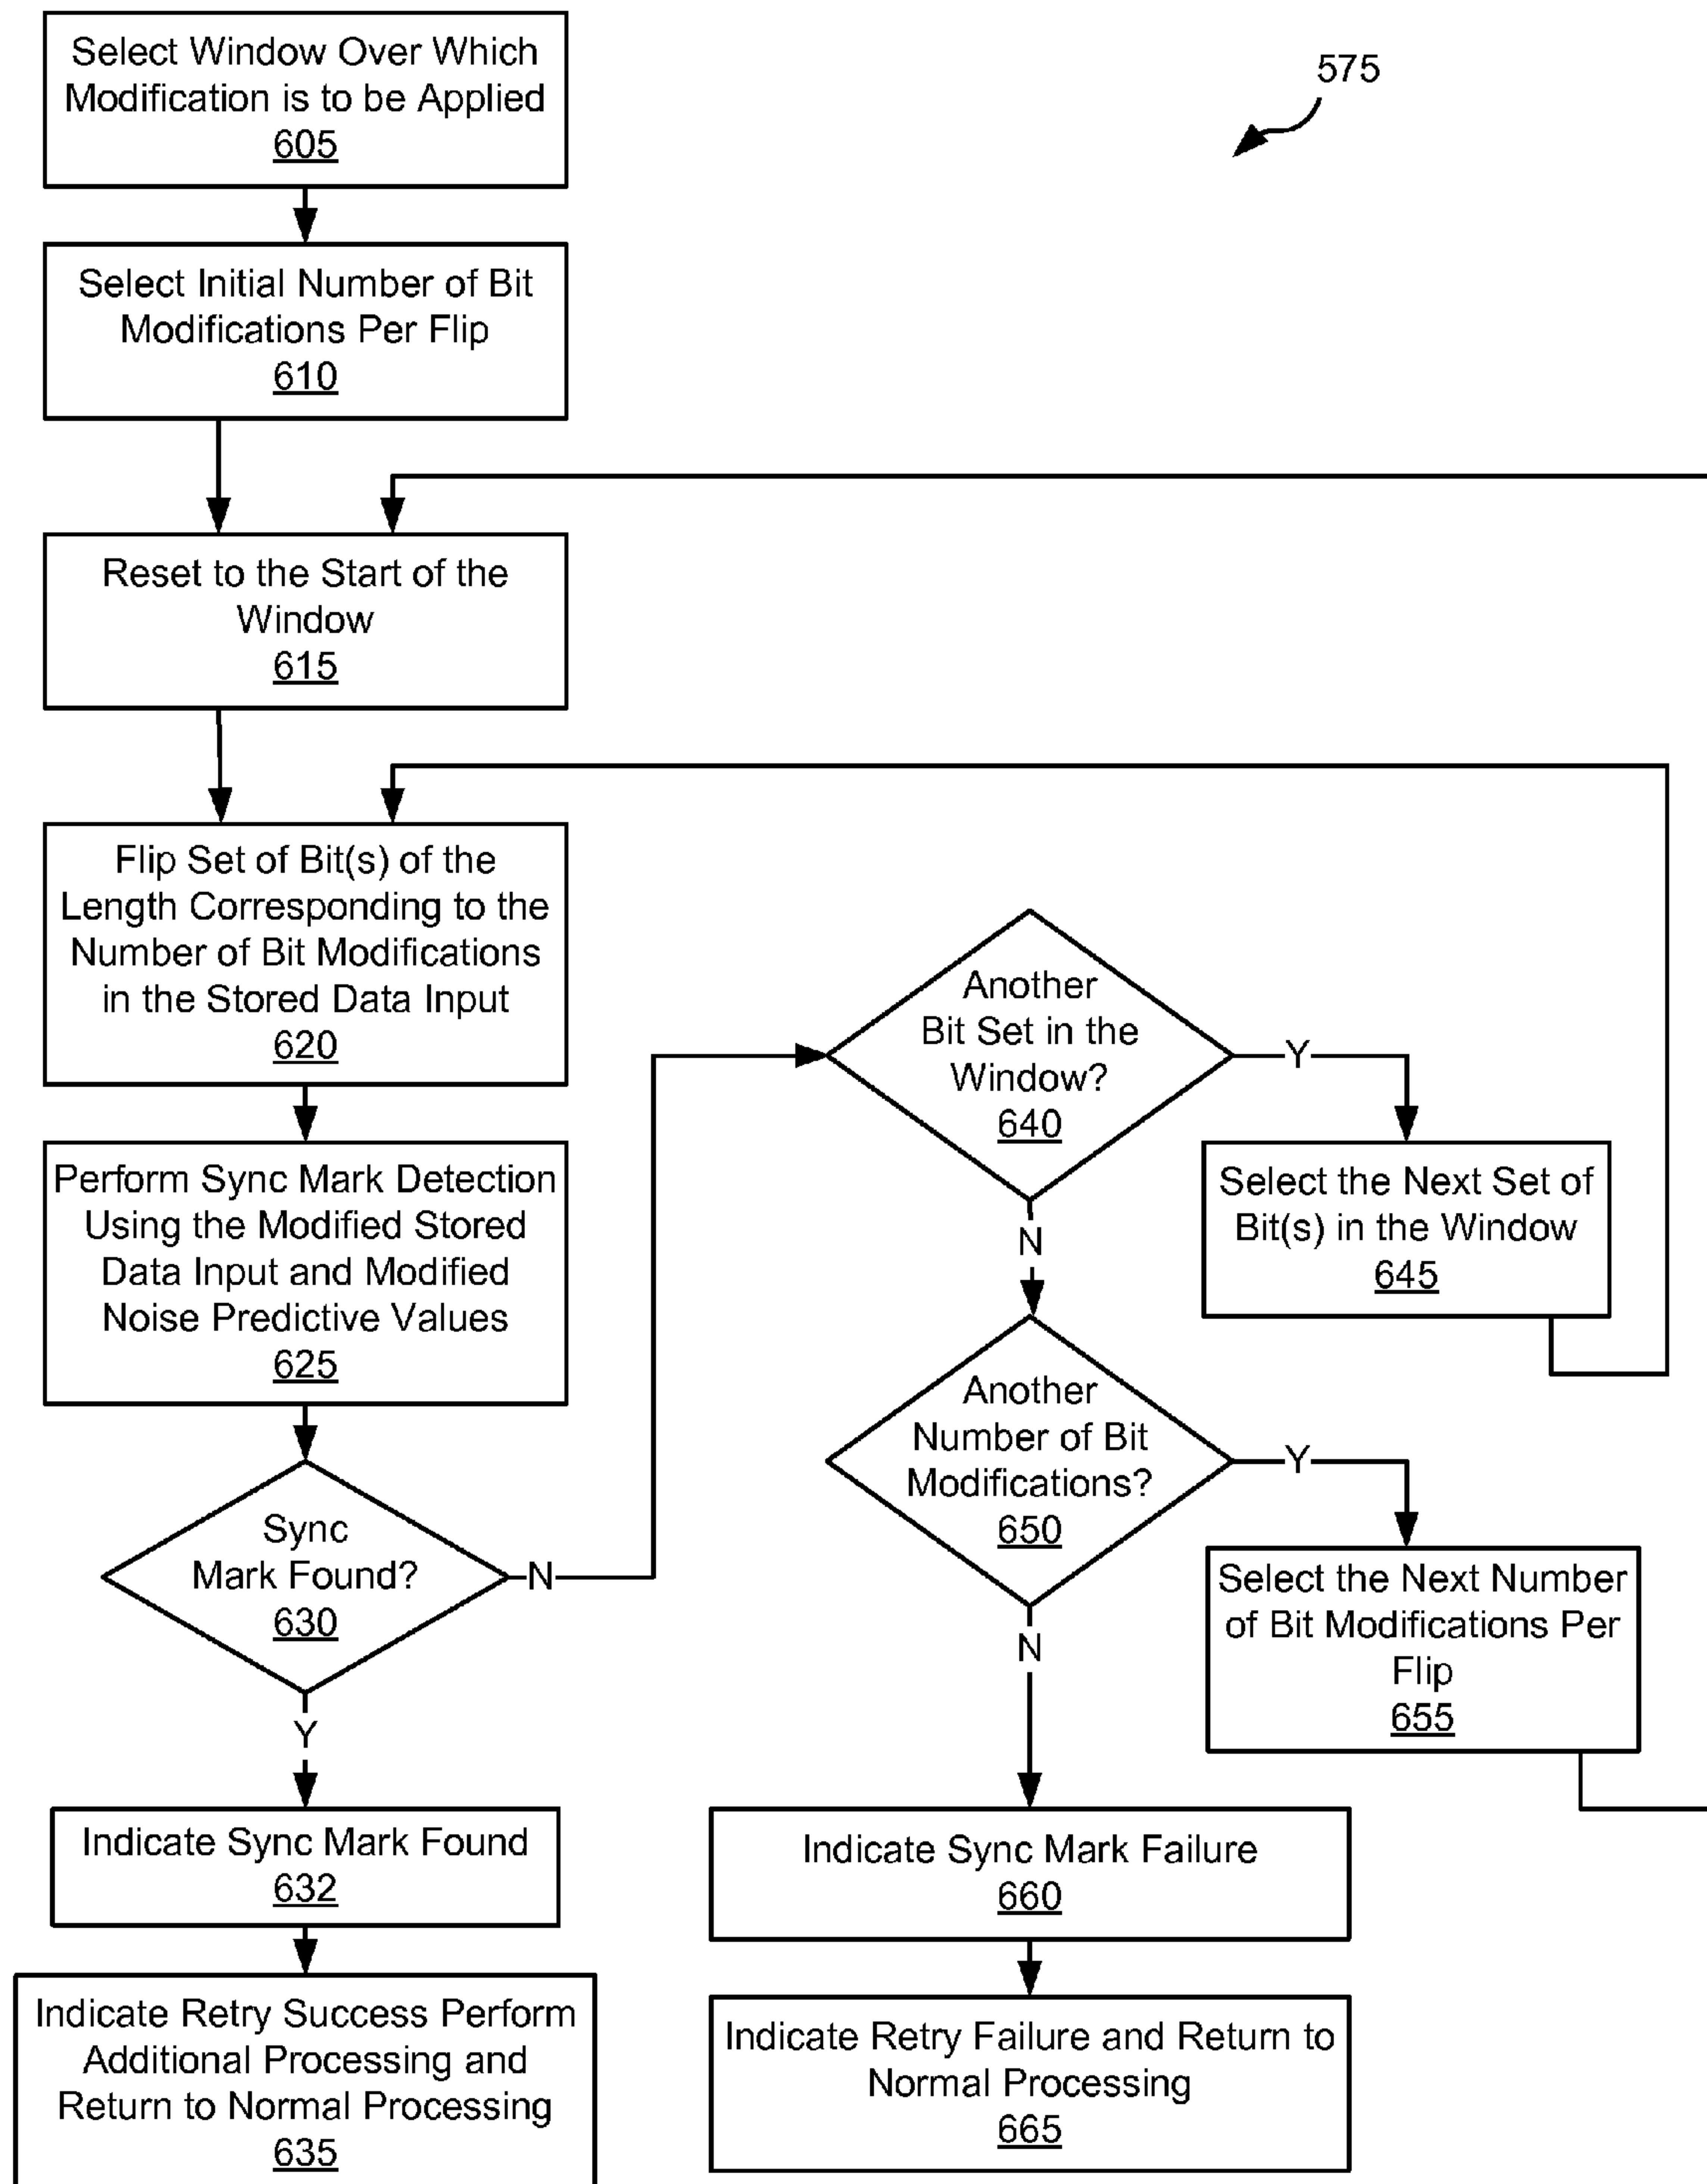 Select Window Over Which
Modification is to be Applied
605
575
Select Initial Number of Bit
Modifications Per Flip
610
Reset to the Start of the
Window
615
Flip Set of Bit(s) of the
Length Corresponding to the
Number of Bit Modifications
in the Stored Data Input
620
Perform Sync Mark Detection
Using the Modified Stored
Data Input and Modified
Noise Predictive Values
625
Sync
Mark Found?
630
N
Y
Indicate Sync Mark Found
632
Indicate Retry Success Perform
Additional Processing and
Return to Normal Processing
635
Another
Bit Set in the
Window?
640
Y
N
Select the Next Set of
Bit(s) in the Window
645
Another
Number of Bit
Modifications?
650
Y
N
Select the Next Number
of Bit Modifications Per
Flip
655
Indicate Sync Mark Failure
660
Indicate Retry Failure and Return to
Normal Processing
665